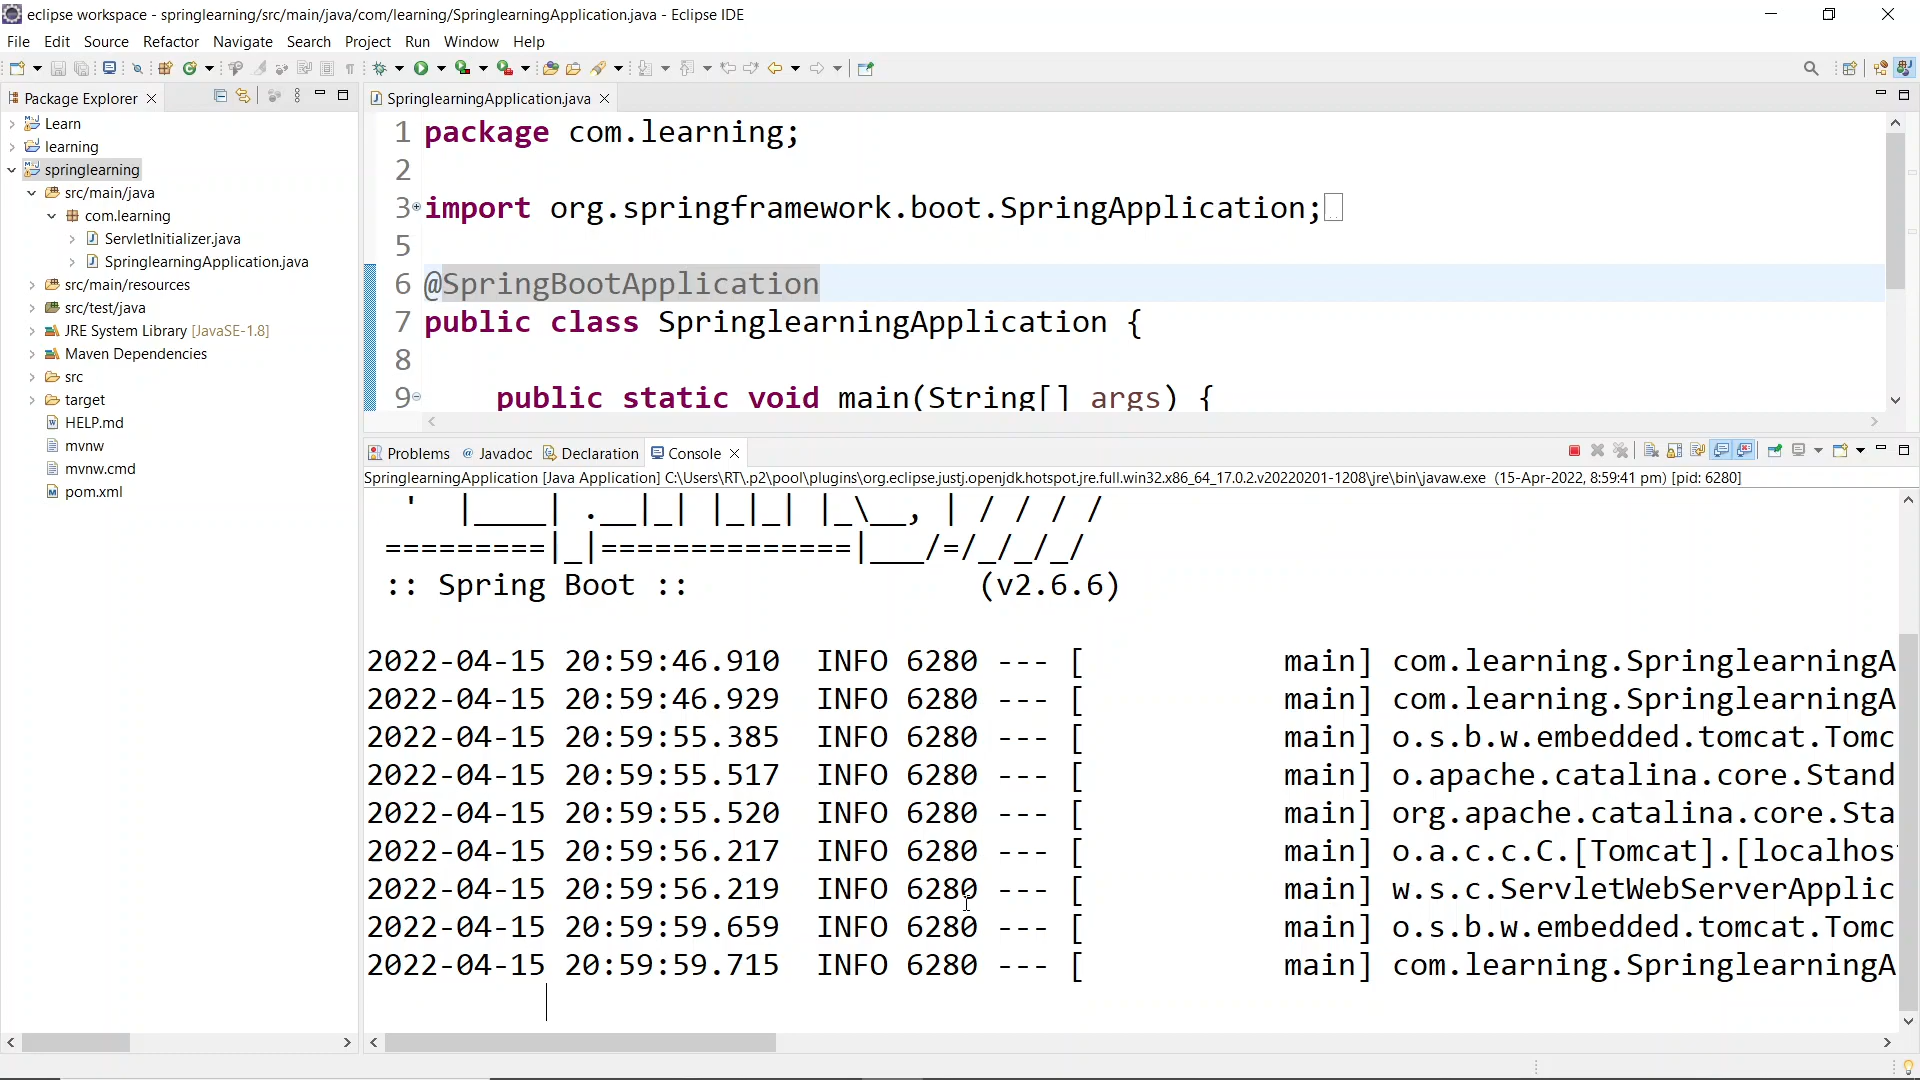 eclipse workspace - springlearning/src/main/java/com/learning/SpringlearningApplication.java - Eclipse IDE
File Edit Source Refactor Navigate Search Project Run Window Help
Package Explorer
Learn
learning
springlearning
src/main/java
com.learning
ServletInitializer.java
SpringlearningApplication.java
src/main/resources
src/test/java
JRE System Library [JavaSE-1.8]
Maven Dependencies
src
target
HELP.md
mvnw
mvnw.cmd
pom.xml
SpringlearningApplication.java
1 package com.learning;
2
3 import org.springframework.boot.SpringApplication;
5
6 @SpringBootApplication
7 public class SpringlearningApplication {
8
9 public static void main(String[] args) {
Problems @ Javadoc Declaration Console
SpringlearningApplication [Java Application] C:\Users\RT\.p2\pool\plugins\org.eclipse.justj.openjdk.hotspot.jre.full.win32.x86_64_17.0.2.v20220201-1208\jre\bin\javaw.exe (15-Apr-2022, 8:59:41 pm) [pid: 6280]
' |____| .__|_| |_|_| |_\__, | / / / /
=========|_|==============|___/=/_/_/_/
:: Spring Boot :: (v2.6.6)
2022-04-15 20:59:46.910 INFO 6280 --- [ main] com.learning.SpringlearningA
2022-04-15 20:59:46.929 INFO 6280 --- [ main] com.learning.SpringlearningA
2022-04-15 20:59:55.385 INFO 6280 --- [ main] o.s.b.w.embedded.tomcat.Tomc
2022-04-15 20:59:55.517 INFO 6280 --- [ main] o.apache.catalina.core.Stand
2022-04-15 20:59:55.520 INFO 6280 --- [ main] org.apache.catalina.core.Sta
2022-04-15 20:59:56.217 INFO 6280 --- [ main] o.a.c.c.C.[Tomcat].[localhos
2022-04-15 20:59:56.219 INFO 6280 --- [ main] w.s.c.ServletWebServerApplic
2022-04-15 20:59:59.659 INFO 6280 --- [ main] o.s.b.w.embedded.tomcat.Tomc
2022-04-15 20:59:59.715 INFO 6280 --- [ main] com.learning.SpringlearningA